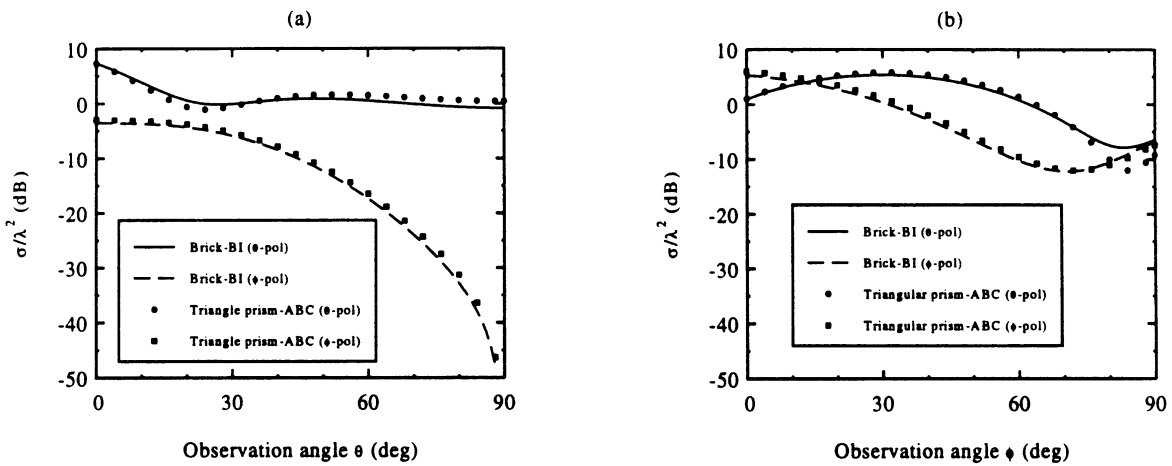 (a)
10
0
-10
-20
-30
-40
-50
σ/λ² (dB)
Brick-BI (θ-pol)
Brick-BI (ϕ-pol)
Triangle prism-ABC (θ-pol)
Triangle prism-ABC (ϕ-pol)
0 30 60 90
Observation angle θ (deg)
(b)
10
0
-10
-20
-30
-40
-50
σ/λ² (dB)
Brick-BI (θ-pol)
Brick-BI (ϕ-pol)
Triangular prism-ABC (θ-pol)
Triangular prism-ABC (ϕ-pol)
0 30 60 90
Observation angle ϕ (deg)